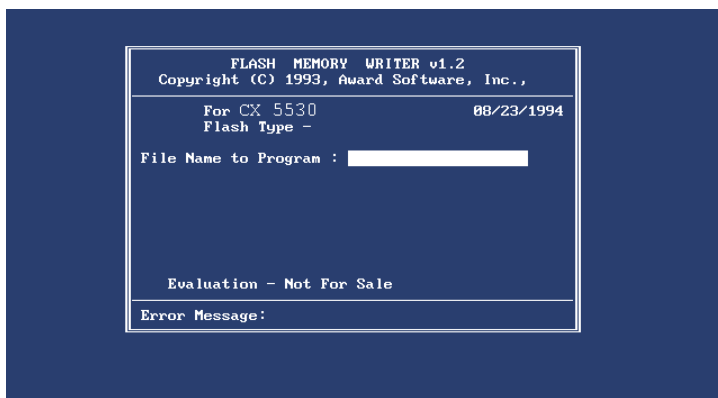 FLASH MEMORY WRITER v1.2
Copyright (C) 1993, Award Software, Inc.,
For CX 5530 08/23/1994
Flash Type -
File Name to Program :
Evaluation - Not For Sale
Error Message: